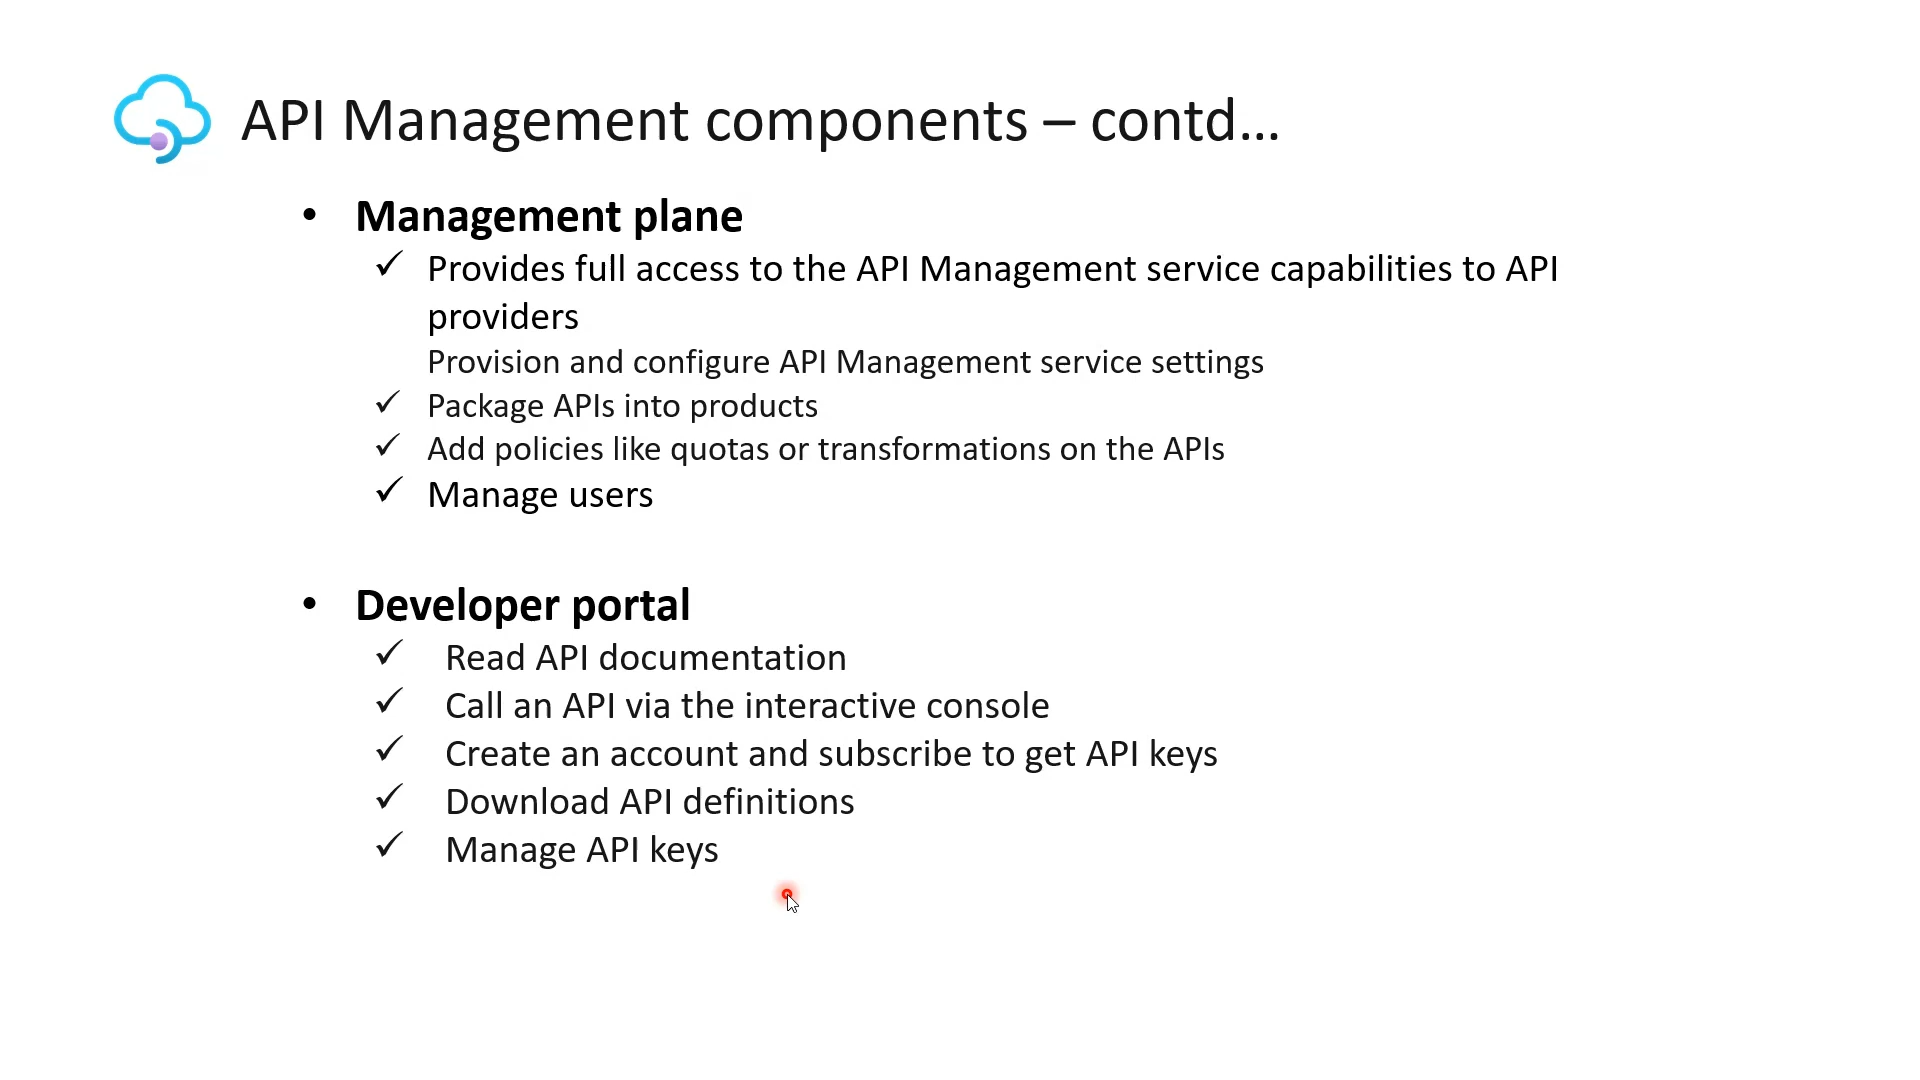 API Management components – contd...
• Management plane
✓ Provides full access to the API Management service capabilities to API
providers
Provision and configure API Management service settings
✓ Package APIs into products
✓ Add policies like quotas or transformations on the APIs
✓ Manage users
• Developer portal
✓ Read API documentation
✓ Call an API via the interactive console
✓ Create an account and subscribe to get API keys
✓ Download API definitions
✓ Manage API keys